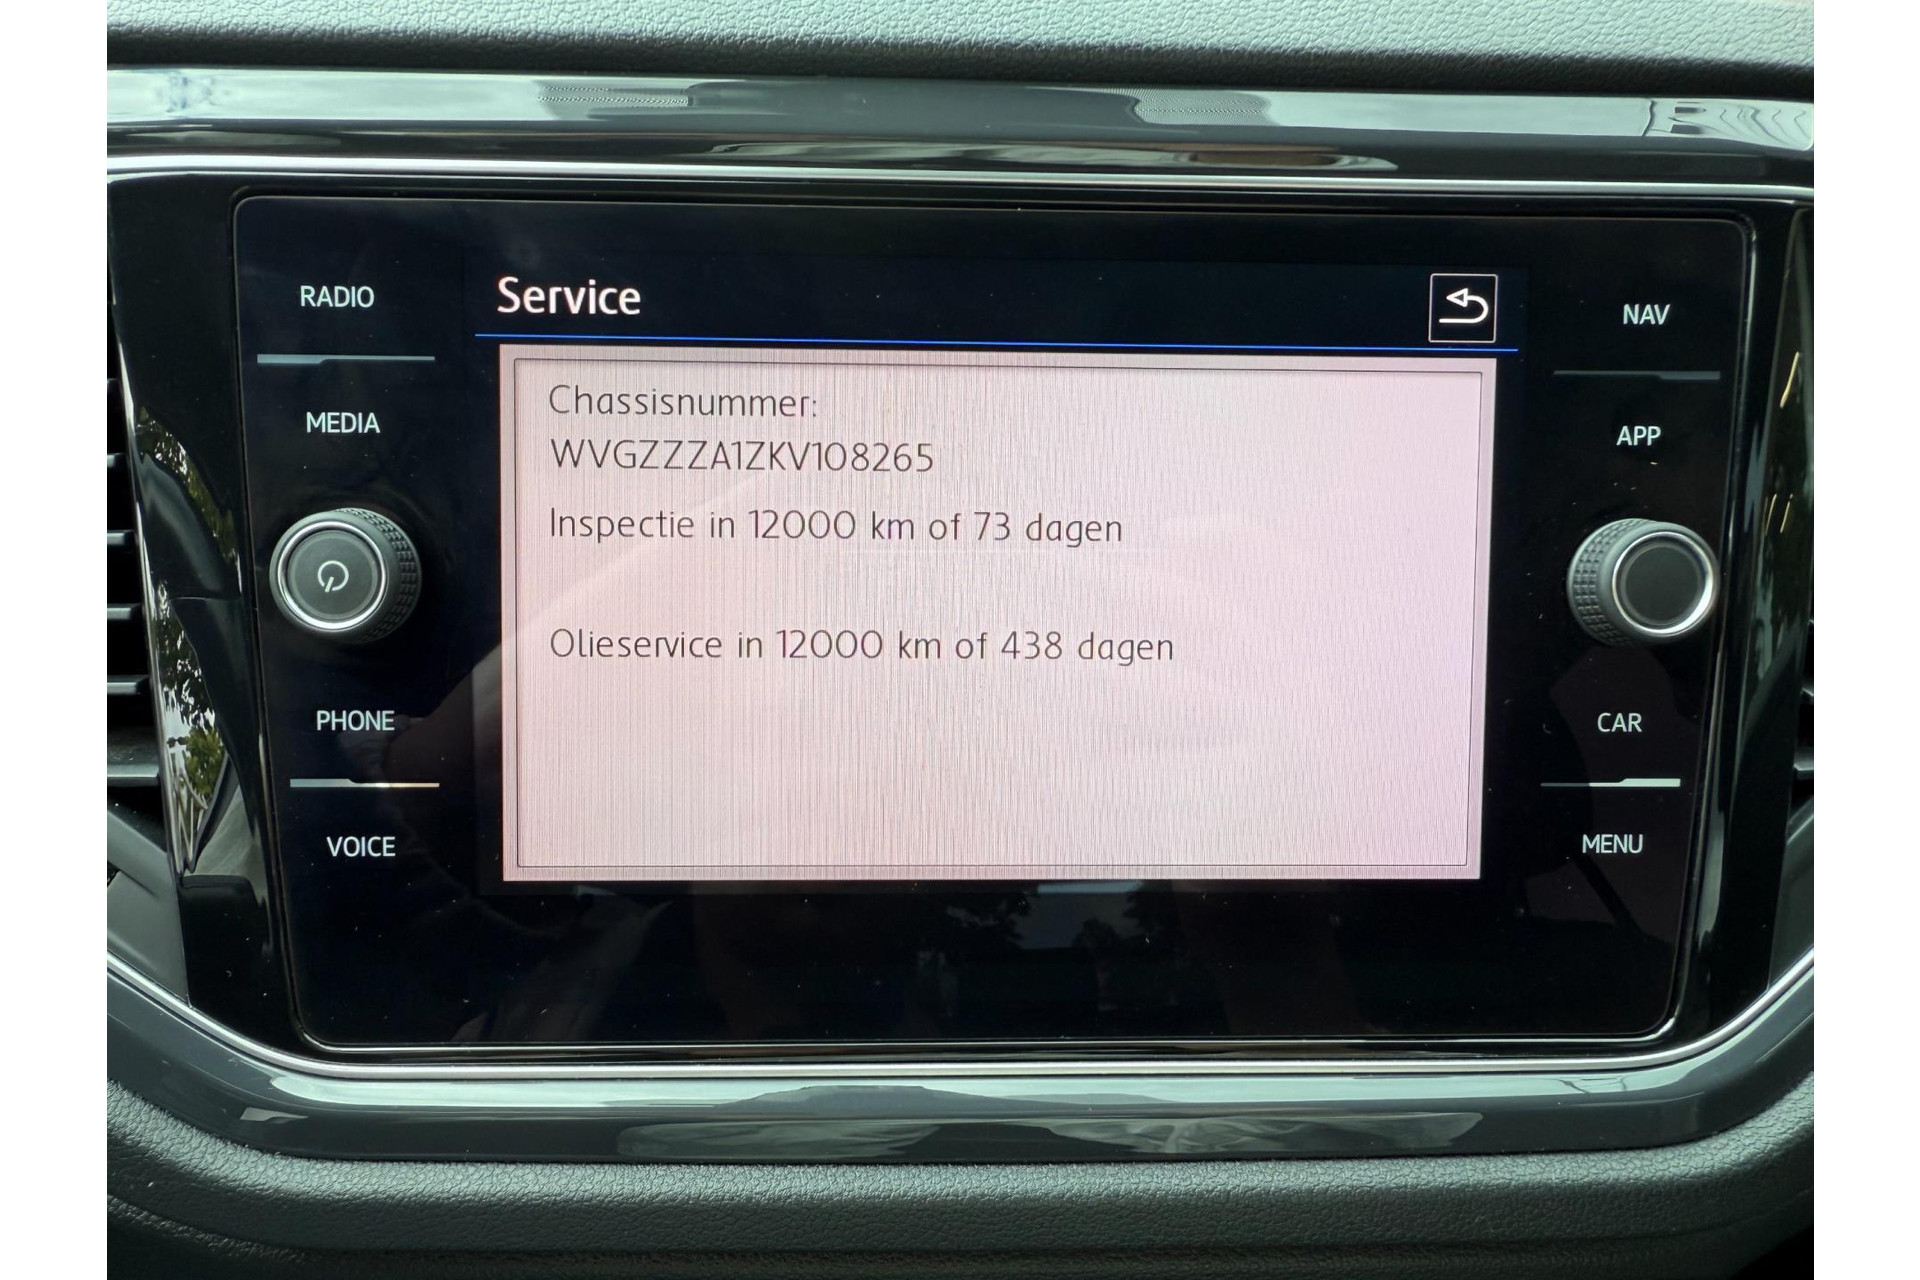 RADIO
Service
NAV
MEDIA
APP
Chassisnummer:
WVGZZZA1ZKV108265
Inspectie in 12000 km of 73 dagen
Olieservice in 12000 km of 438 dagen
PHONE
CAR
VOICE
MENU